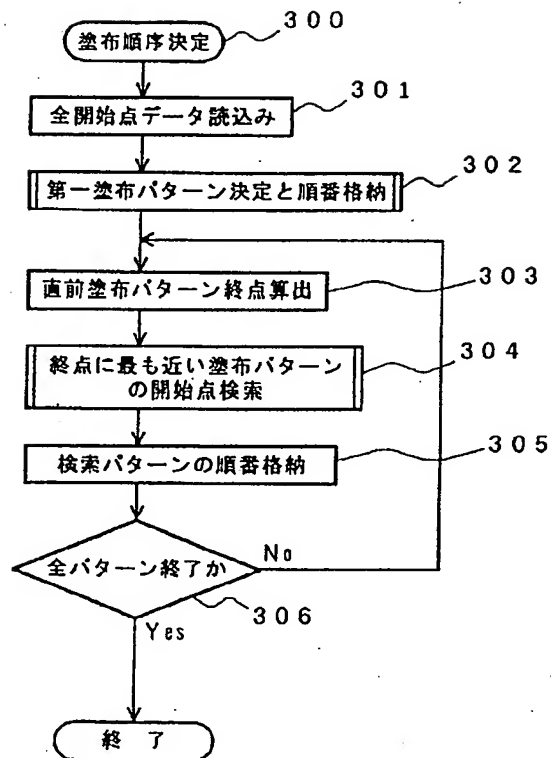 塗布順序決定
300
全開始点データ読込み
301
第一塗布パターン決定と順番格納
302
直前塗布パターン終点算出
303
終点に最も近い塗布パターン
の開始点検索
304
検索パターンの順番格納
305
全パターン終了か
No
306
Yes
終 了